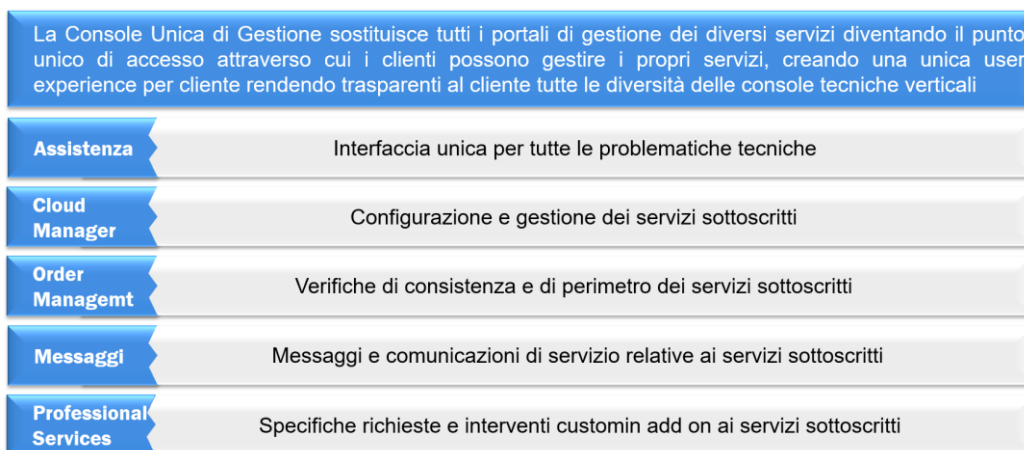 La Console Unica di Gestione sostituisce tutti i portali di gestione dei diversi servizi diventando il punto
unico di accesso attraverso cui i clienti possono gestire i propri servizi, creando una unica user
experience per cliente rendendo trasparenti al cliente tutte le diversità delle console tecniche verticali
Assistenza
Interfaccia unica per tutte le problematiche tecniche
Cloud
Manager
Configurazione e gestione dei servizi sottoscritti
Order
Managemt
Verifiche di consistenza e di perimetro dei servizi sottoscritti
Messaggi
Messaggi e comunicazioni di servizio relative ai servizi sottoscritti
Professional
Services
Specifiche richieste e interventi customin add on ai servizi sottoscritti